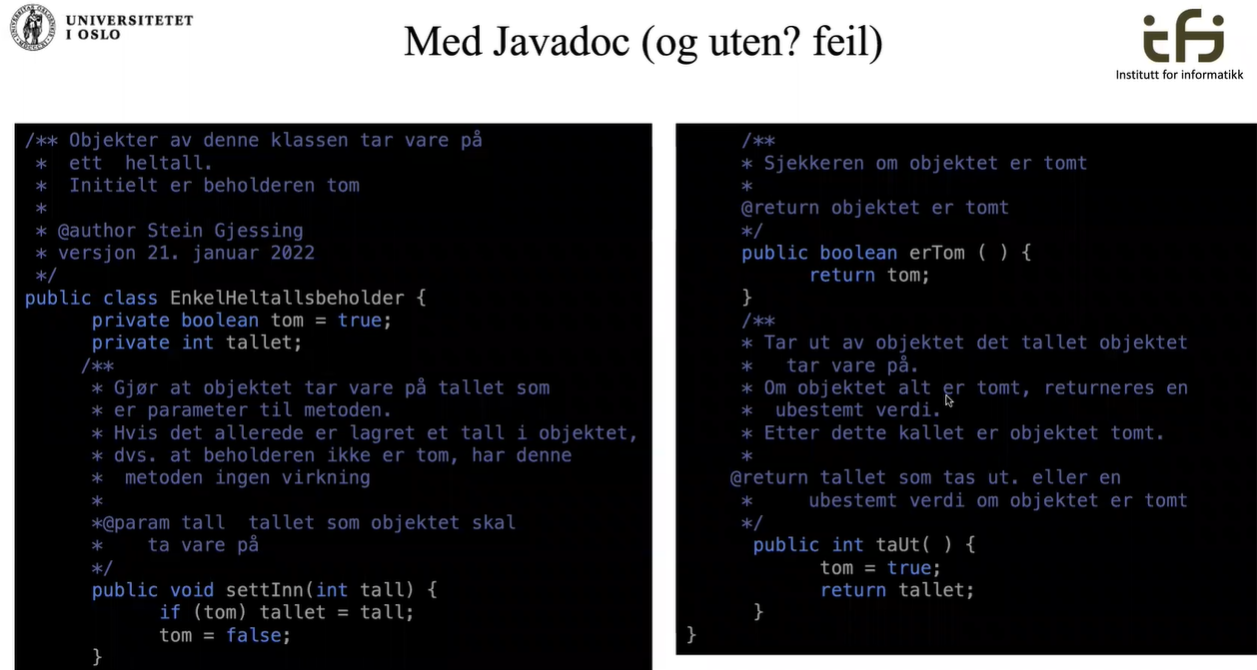 UNIVERSITETET
I OSLO
Med Javadoc (og uten? feil)
ifi
Institutt for informatikk
/** Objekter av denne klassen tar vare på
 *  ett  heltall.
 *  Initielt er beholderen tom
 *
 * @author Stein Gjessing
 * versjon 21. januar 2022
 */
public class EnkelHeltallsbeholder {
      private boolean tom = true;
      private int tallet;
     /**
      * Gjør at objektet tar vare på tallet som
      * er parameter til metoden.
      * Hvis det allerede er lagret et tall i objektet,
      * dvs. at beholderen ikke er tom, har denne
      *  metoden ingen virkning
      *
      *@param tall  tallet som objektet skal
      *    ta vare på
      */
      public void settInn(int tall) {
            if (tom) tallet = tall;
            tom = false;
      }
     /**
     * Sjekkeren om objektet er tomt
     *
     @return objektet er tomt
     */
     public boolean erTom ( ) {
           return tom;
     }
     /**
     * Tar ut av objektet det tallet objektet
     *   tar vare på.
     * Om objektet alt er tomt, returneres en
     *  ubestemt verdi.
     * Etter dette kallet er objektet tomt.
     *
    @return tallet som tas ut. eller en
     *     ubestemt verdi om objektet er tomt
     */
      public int taUt( ) {
            tom = true;
            return tallet;
      }
}